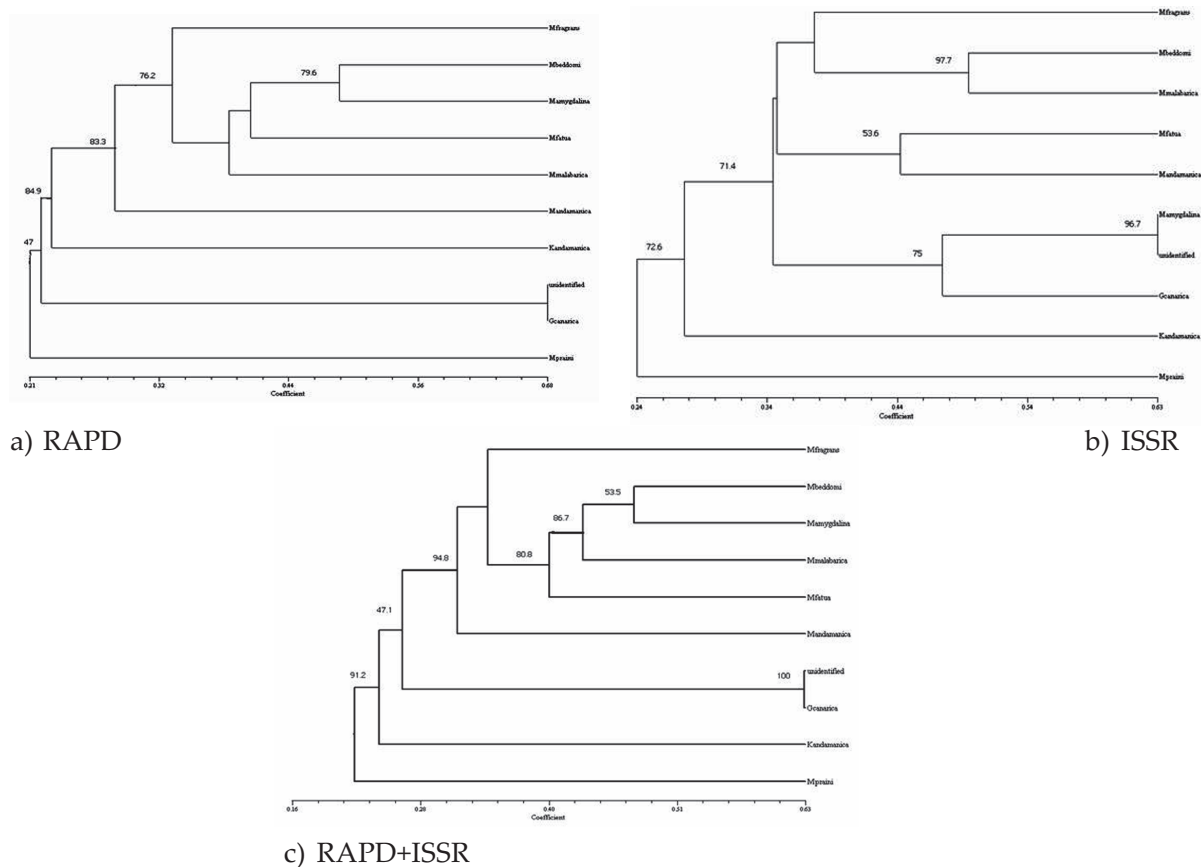 Mfragrans
Mbeddomi
79.6
76.2
Mamygdalina
Mfatua
83.3
Mmalabarica
84.9
Mandamanica
47
Kandamanica
unidentified
Gcanarica
Mpraini
0.21
0.32
0.44
0.56
0.68
Coefficient
a) RAPD
Mfragrans
Mbeddomi
97.7
Mmalabarica
53.6
Mfatua
71.4
Mandamanica
Mamygdalina
96.7
72.6
75
unidentified
Gcanarica
Kandamanica
Mpraini
0.24
0.34
0.44
0.54
0.63
Coefficient
b) ISSR
Mfragrans
Mbeddomi
53.5
86.7
Mamygdalina
94.8
80.8
Mmalabarica
Mfatua
47.1
Mandamanica
91.2
100
unidentified
Gcanarica
Kandamanica
Mpraini
0.16
0.28
0.40
0.51
0.63
Coefficient
c) RAPD+ISSR